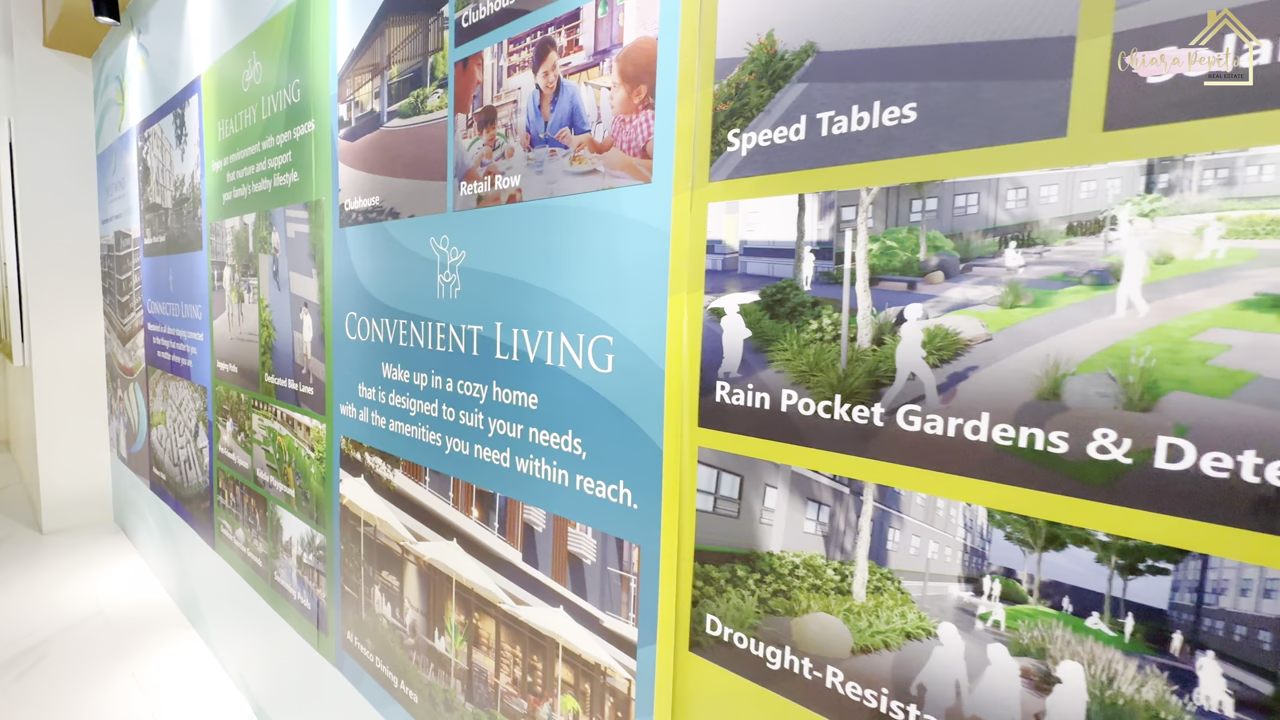 CONNECTED LIVING
HEALTHY LIVING
Enjoy an environment with open spaces
that nurture and support
your family's healthy lifestyle.
Jogging Paths
Dedicated Bike Lanes
Clubhouse
Clubhouse
Retail Row
CONVENIENT LIVING
Wake up in a cozy home
that is designed to suit your needs,
with all the amenities you need within reach.
Al Fresco Dining Area
Speed Tables
Rain Pocket Gardens & Dete
Drought-Resista
Chiara Pepito
REAL ESTATE